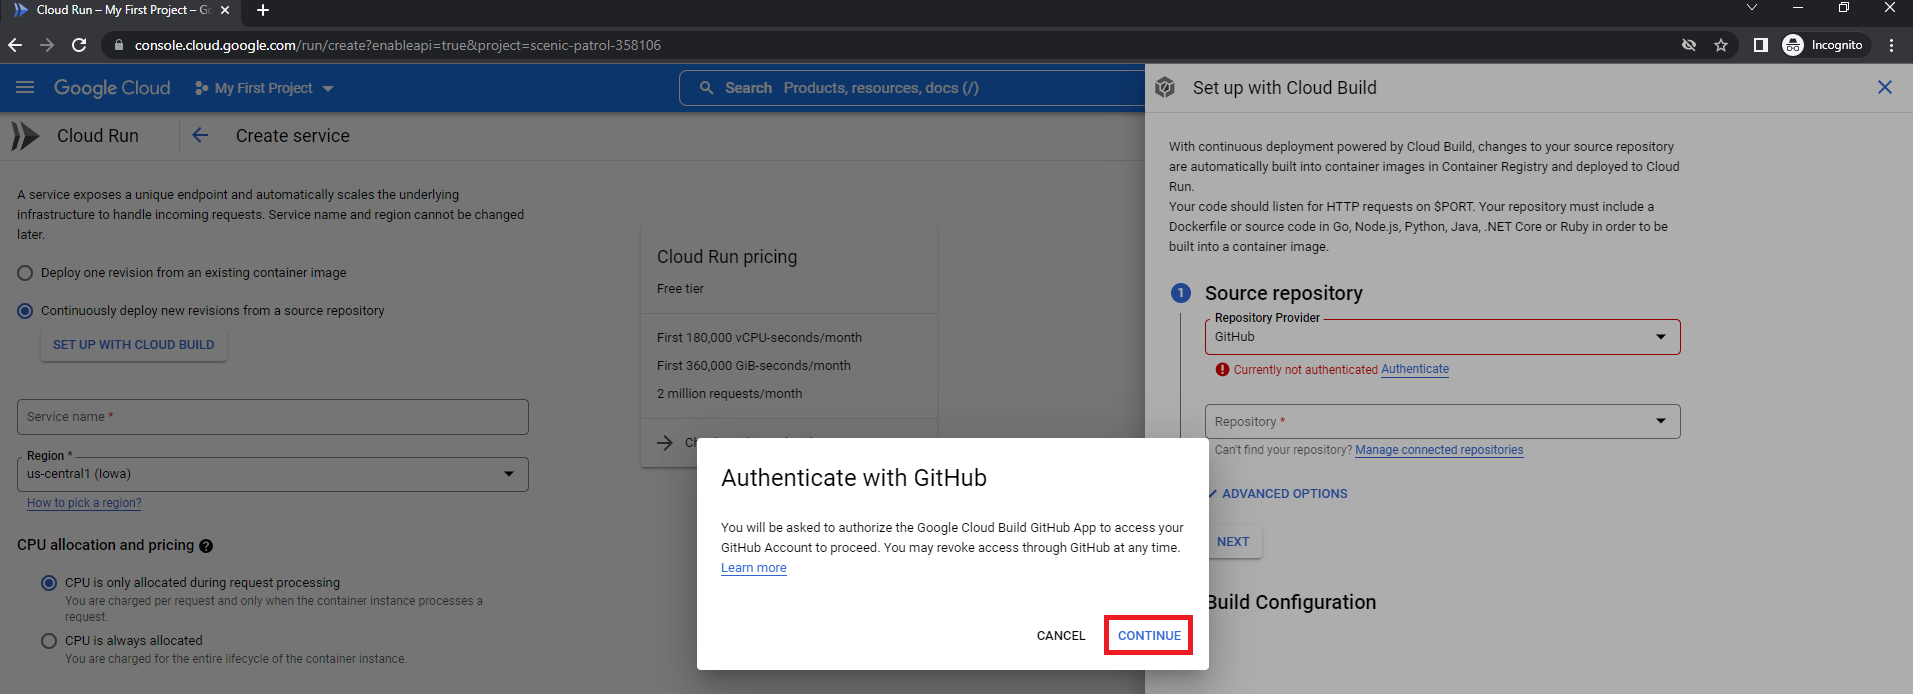 Cloud Run – My First Project – Go
console.cloud.google.com/run/create?enableapi=true&project=scenic-patrol-358106
Incognito
Google Cloud
My First Project
Search Products, resources, docs (/)
Cloud Run
Create service
A service exposes a unique endpoint and automatically scales the underlying
infrastructure to handle incoming requests. Service name and region cannot be changed
later.
Deploy one revision from an existing container image
Continuously deploy new revisions from a source repository
SET UP WITH CLOUD BUILD
Service name *
Region *
us-central1 (Iowa)
How to pick a region?
CPU allocation and pricing
CPU is only allocated during request processing
You are charged per request and only when the container instance processes a
request.
CPU is always allocated
You are charged for the entire lifecycle of the container instance.
Cloud Run pricing
Free tier
First 180,000 vCPU-seconds/month
First 360,000 GiB-seconds/month
2 million requests/month
Set up with Cloud Build
With continuous deployment powered by Cloud Build, changes to your source repository
are automatically built into container images in Container Registry and deployed to Cloud
Run.
Your code should listen for HTTP requests on $PORT. Your repository must include a
Dockerfile or source code in Go, Node.js, Python, Java, .NET Core or Ruby in order to be
built into a container image.
1 Source repository
Repository Provider
GitHub
Currently not authenticated Authenticate
Repository *
Can't find your repository? Manage connected repositories
ADVANCED OPTIONS
NEXT
Build Configuration
Authenticate with GitHub
You will be asked to authorize the Google Cloud Build GitHub App to access your
GitHub Account to proceed. You may revoke access through GitHub at any time.
Learn more
CANCEL
CONTINUE